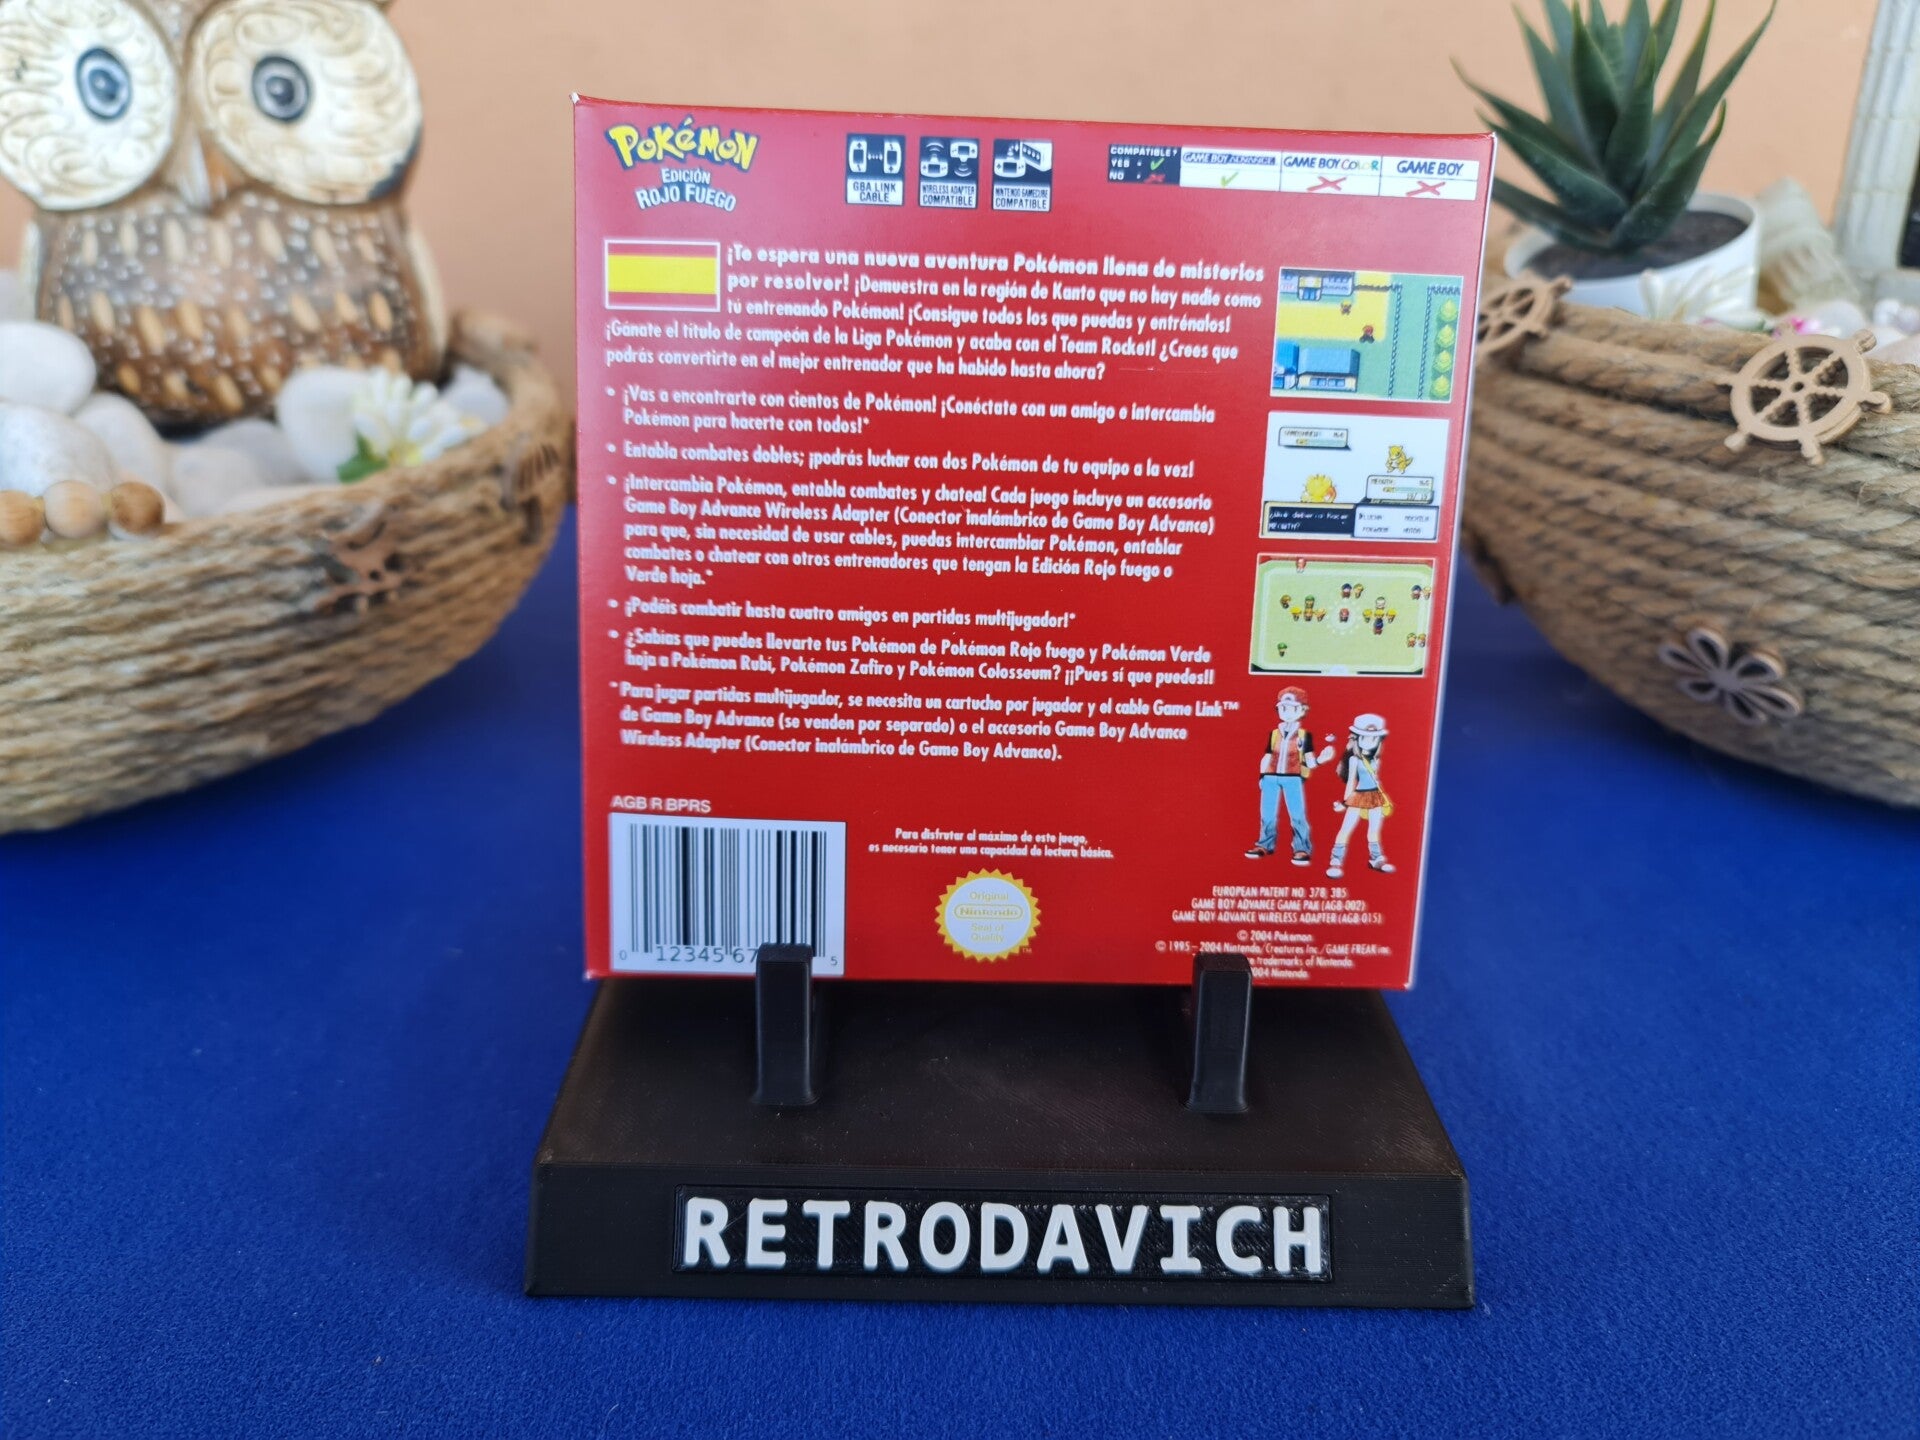 POKéMON
EDICIÓN
ROJO FUEGO
GBA LINK
CABLE
WIRELESS ADAPTER
COMPATIBLE
NINTENDO GAMECUBE
COMPATIBLE
COMPATIBLE?
YES
NO
GAME BOY ADVANCE
GAME BOY COLOR
GAME BOY
¡Te espera una nueva aventura Pokémon llena de misterios
por resolver! ¡Demuestra en la región de Kanto que no hay nadie como
tú entrenando Pokémon! ¡Consigue todos los que puedas y entrénalos!
¡Gánate el título de campeón de la Liga Pokémon y acaba con el Team Rocket! ¿Crees que
podrás convertirte en el mejor entrenador que ha habido hasta ahora?
• ¡Vas a encontrarte con cientos de Pokémon! ¡Conéctate con un amigo e intercambia
Pokémon para hacerte con todos!*
• Entabla combates dobles; ¡podrás luchar con dos Pokémon de tu equipo a la vez!
• ¡Intercambia Pokémon, entabla combates y chatea! Cada juego incluye un accesorio
Game Boy Advance Wireless Adapter (Conector inalámbrico de Game Boy Advance)
para que, sin necesidad de usar cables, puedas intercambiar Pokémon, entablar
combates o chatear con otros entrenadores que tengan la Edición Rojo fuego o
Verde hoja.*
• ¡Podéis combatir hasta cuatro amigos en partidas multijugador!*
• ¿Sabías que puedes llevarte tus Pokémon de Pokémon Rojo fuego y Pokémon Verde
hoja a Pokémon Rubí, Pokémon Zafiro y Pokémon Colosseum? ¡¡Pues sí que puedes!!
* Para jugar partidas multijugador, se necesita un cartucho por jugador y el cable Game Link™
de Game Boy Advance (se venden por separado) o el accesorio Game Boy Advance
Wireless Adapter (Conector inalámbrico de Game Boy Advance).
AGB R BPRS
0 12345 67 5
Para disfrutar al máximo de este juego,
es necesario tener una capacidad de lectura básica.
Original
Nintendo
Seal of
Quality
TM
EUROPEAN PATENT NO. 378 385
GAME BOY ADVANCE GAME PAK (AGB-002)
GAME BOY ADVANCE WIRELESS ADAPTER (AGB-015)
© 2004 Pokemon.
© 1995–2004 Nintendo/Creatures Inc./GAME FREAK inc.
trademarks of Nintendo.
2004 Nintendo.
RETRODAVICH